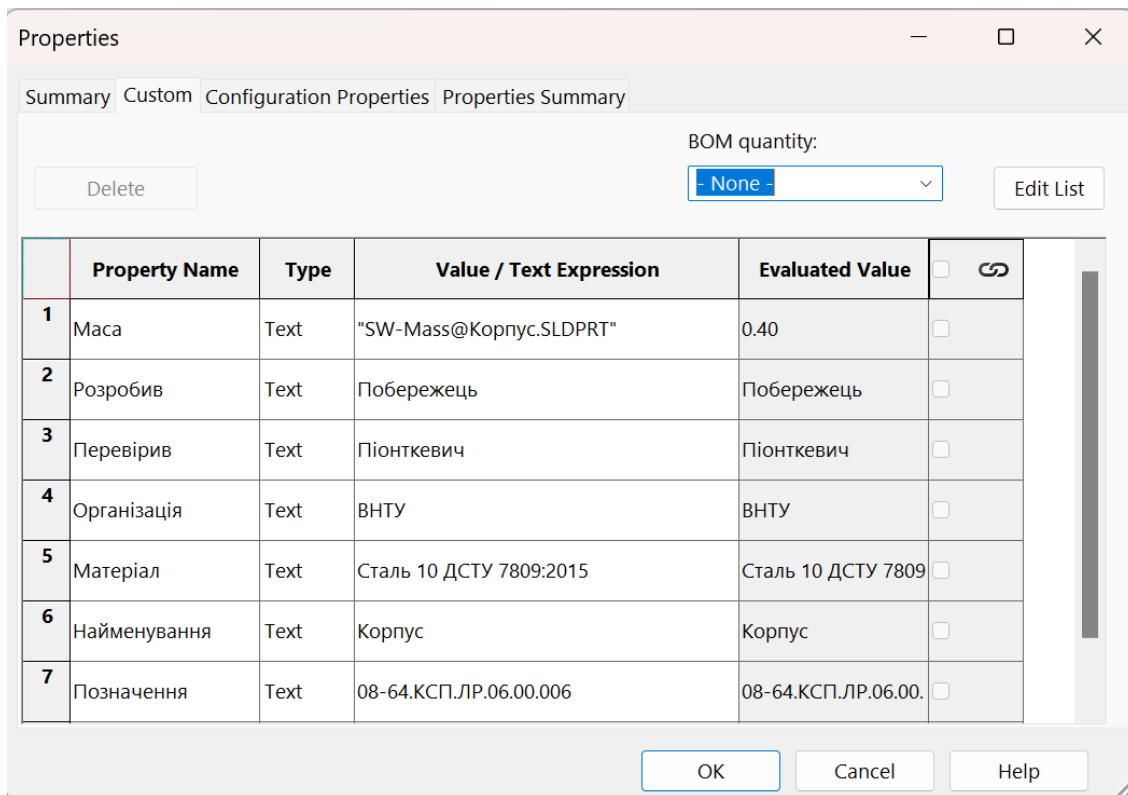 Properties
Summary Custom Configuration Properties Properties Summary
BOM quantity:
Delete - None - Edit List
Property Name Type Value / Text Expression Evaluated Value
1 Маса Text "SW-Mass@Корпус.SLDPRT" 0.40
2 Розробив Text Побережець Побережець
3 Перевірив Text Піонткевич Піонткевич
4 Організація Text ВНТУ ВНТУ
5 Матеріал Text Сталь 10 ДСТУ 7809:2015 Сталь 10 ДСТУ 7809
6 Найменування Text Корпус Корпус
7 Позначення Text 08-64.КСП.ЛР.06.00.006 08-64.КСП.ЛР.06.00.
OK Cancel Help